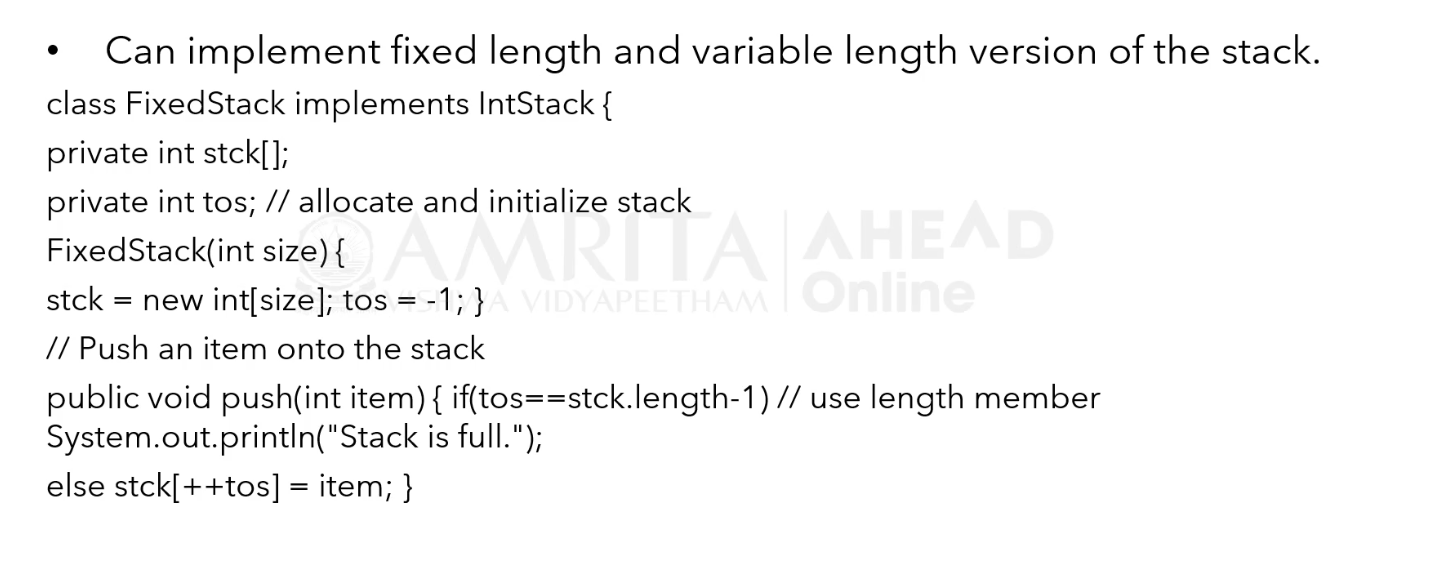 • Can implement fixed length and variable length version of the stack.
class FixedStack implements IntStack {
private int stck[];
private int tos; // allocate and initialize stack
FixedStack(int size) {
stck = new int[size]; tos = -1; }
// Push an item onto the stack
public void push(int item) { if(tos==stck.length-1) // use length member
System.out.println("Stack is full.");
else stck[++tos] = item; }
AMRITA VISHWA VIDYAPEETHAM
AHEAD
Online